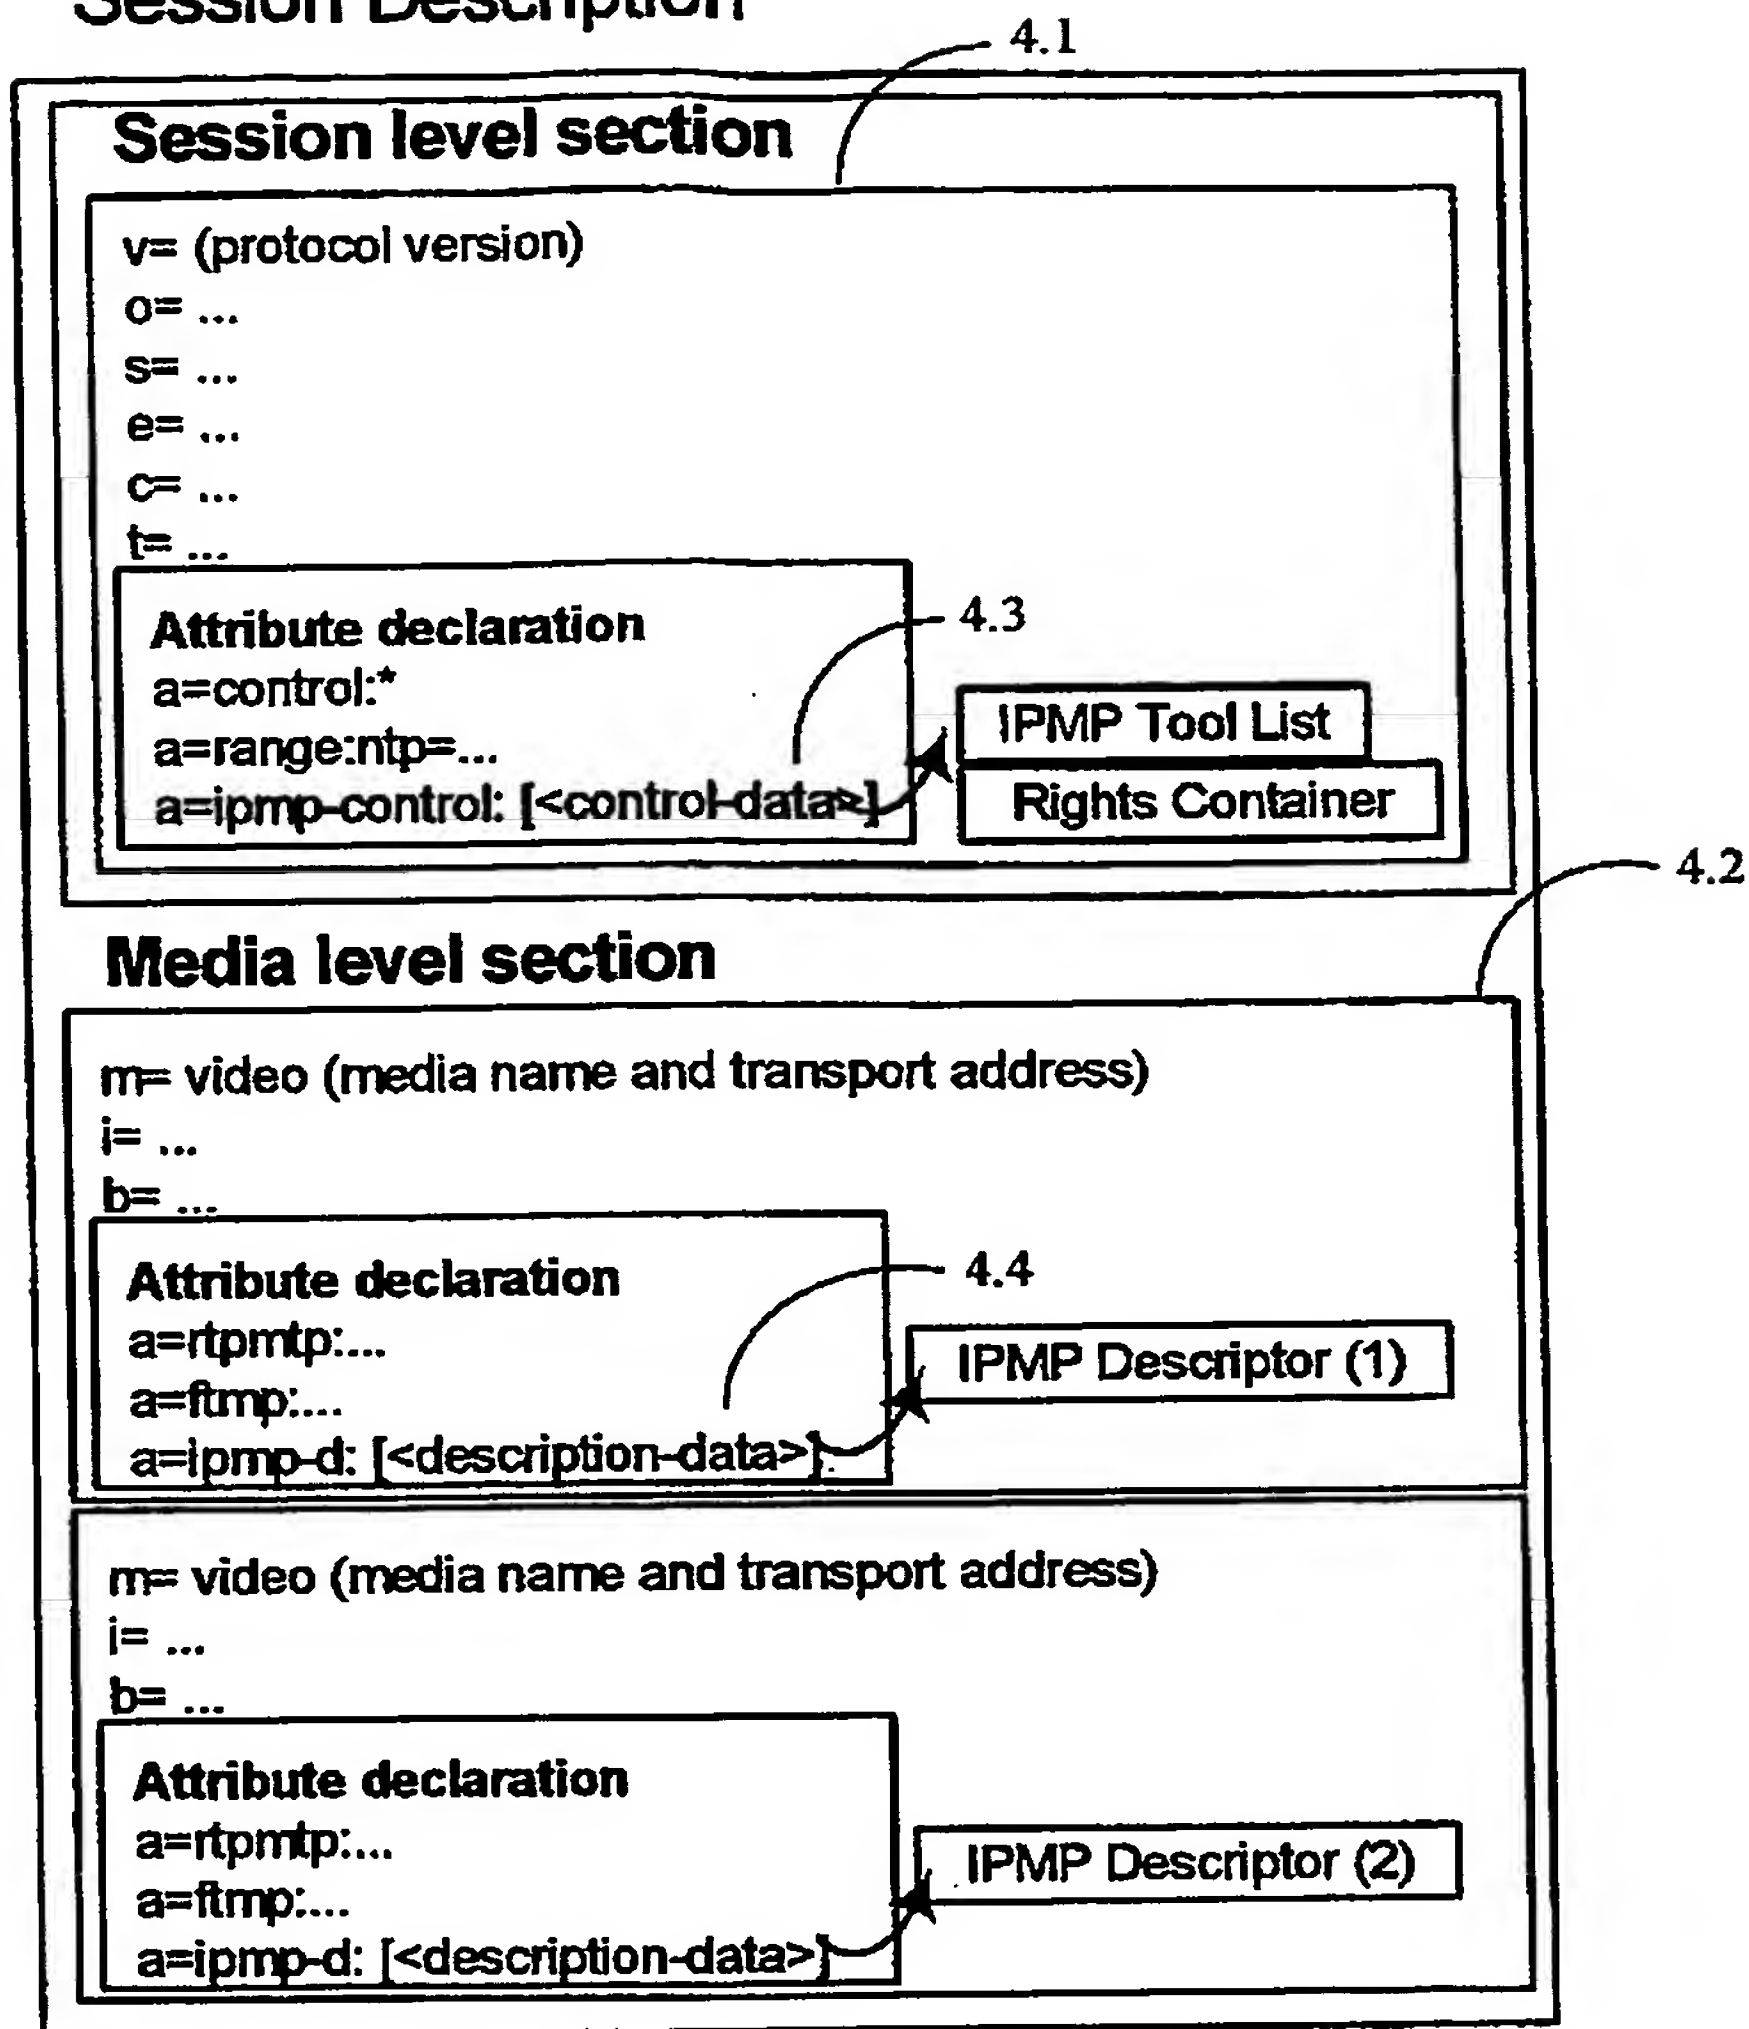 Session Description
4.1
Session level section
v= (protocol version)
o= ...
s= ...
e= ...
c= ...
t= ...
Attribute declaration
4.3
a=control:*
a=range:ntp=...
IPMP Tool List
a=ipmp-control: [<control-data>]
Rights Container
4.2
Media level section
m= video (media name and transport address)
i= ...
b= ...
Attribute declaration
4.4
a=rtpmtp:...
IPMP Descriptor (1)
a=ftmp:...
a=ipmp-d: [<description-data>]
m= video (media name and transport address)
i= ...
b= ...
Attribute declaration
a=rtpmtp:...
IPMP Descriptor (2)
a=ftmp:...
a=ipmp-d: [<description-data>]